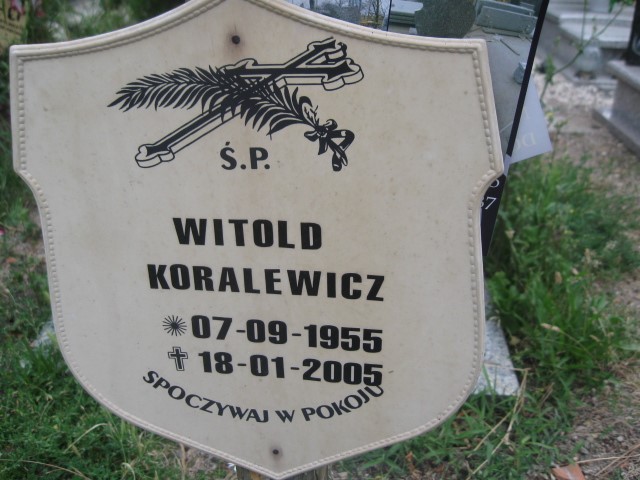 Ś.P.
WITOLD
KORALEWICZ
07-09-1955
18-01-2005
SPOCZYWAJ W POKOJU